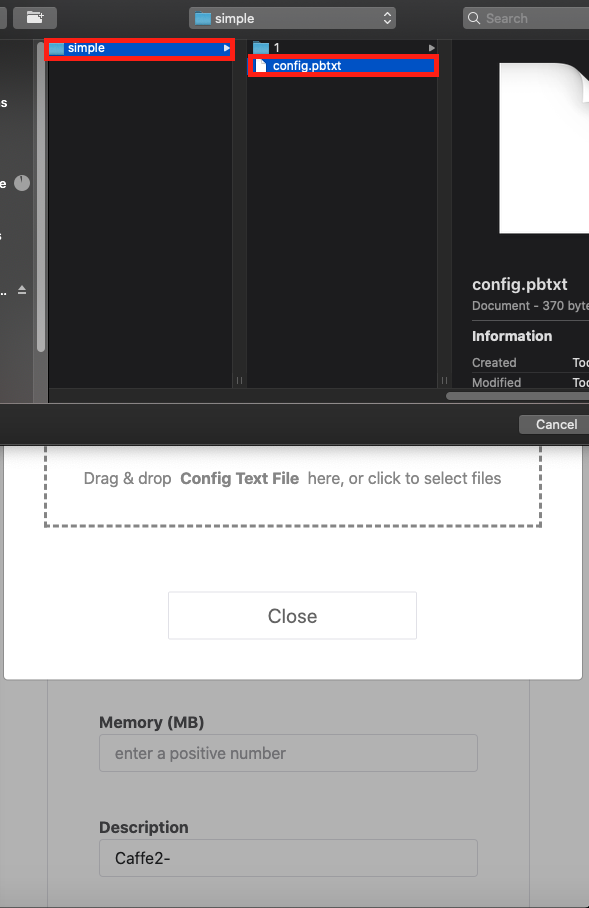 simple
Search
simple
1
config.pbtxt
config.pbtxt
Document - 370 byte
Information
Created Too
Modified Too
Cancel
Drag & drop Config Text File here, or click to select files
Close
Memory (MB)
enter a positive number
Description
Caffe2-